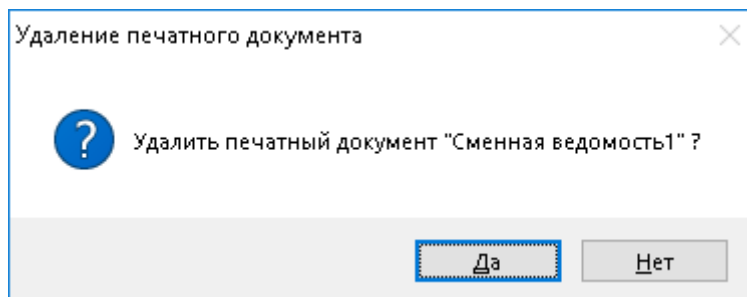 Удаление печатного документа
Удалить печатный документ "Сменная ведомость1" ?
Да
Нет